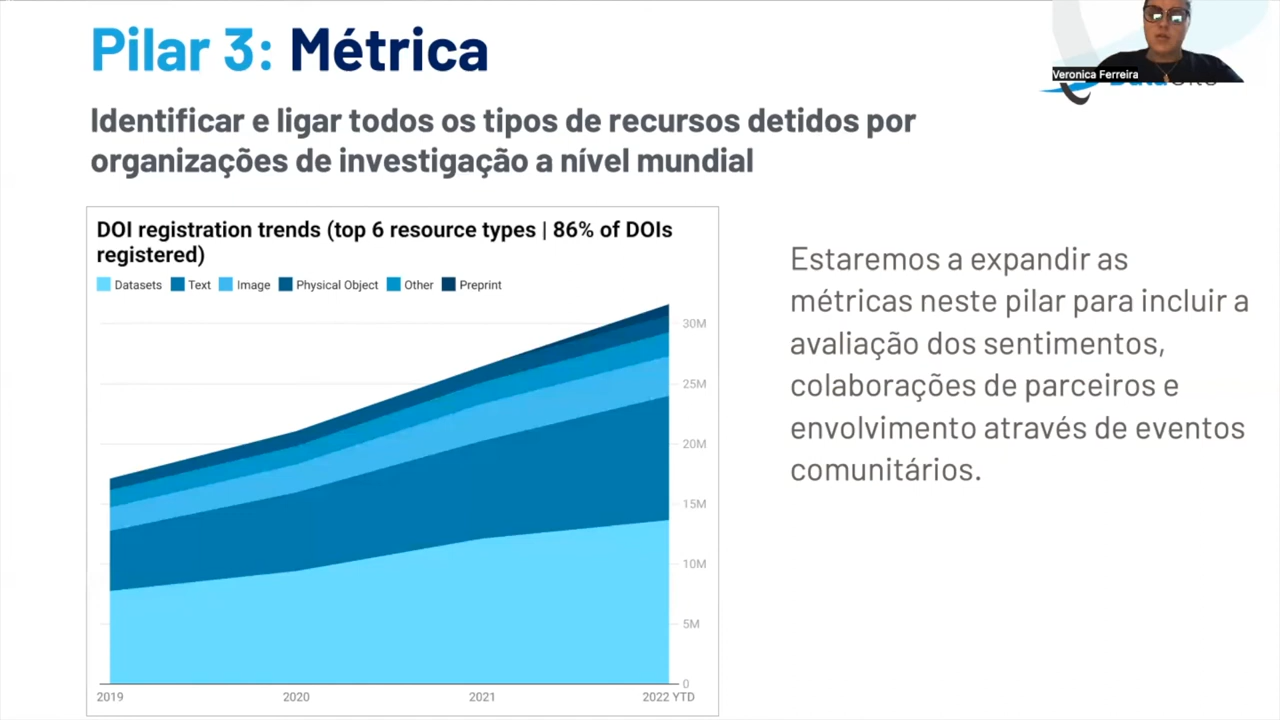 Pilar 3: Métrica
Veronica Ferreira
Identificar e ligar todos os tipos de recursos detidos por
organizações de investigação a nível mundial
DOI registration trends (top 6 resource types | 86% of DOIs
registered)
Datasets Text Image Physical Object Other Preprint
30M
25M
20M
15M
10M
5M
0
2019 2020 2021 2022 YTD
Estaremos a expandir as
métricas neste pilar para incluir a
avaliação dos sentimentos,
colaborações de parceiros e
envolvimento através de eventos
comunitários.